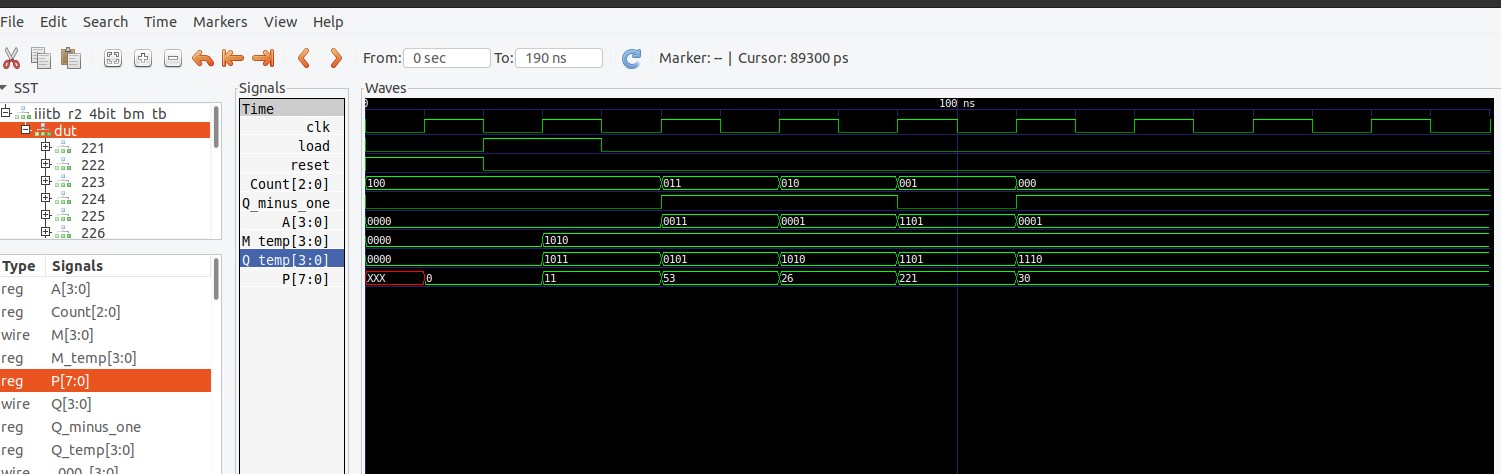 File Edit Search Time Markers View Help
From: 0 sec To: 190 ns Marker: -- | Cursor: 89300 ps
SST
iiitb_r2_4bit_bm_tb
dut
221
222
223
224
225
226
Type Signals
reg A[3:0]
reg Count[2:0]
wire M[3:0]
reg M_temp[3:0]
reg P[7:0]
wire Q[3:0]
reg Q_minus_one
reg Q_temp[3:0]
wire _000_[3:0]
Signals
Time
clk
load
reset
Count[2:0]
Q_minus_one
A[3:0]
M_temp[3:0]
Q_temp[3:0]
P[7:0]
Waves
0 100 ns
100 011 010 001 000
0000 0011 0001 1101 0001
0000 1010
0000 1011 0101 1010 1101 1110
XXX 0 11 53 26 221 30